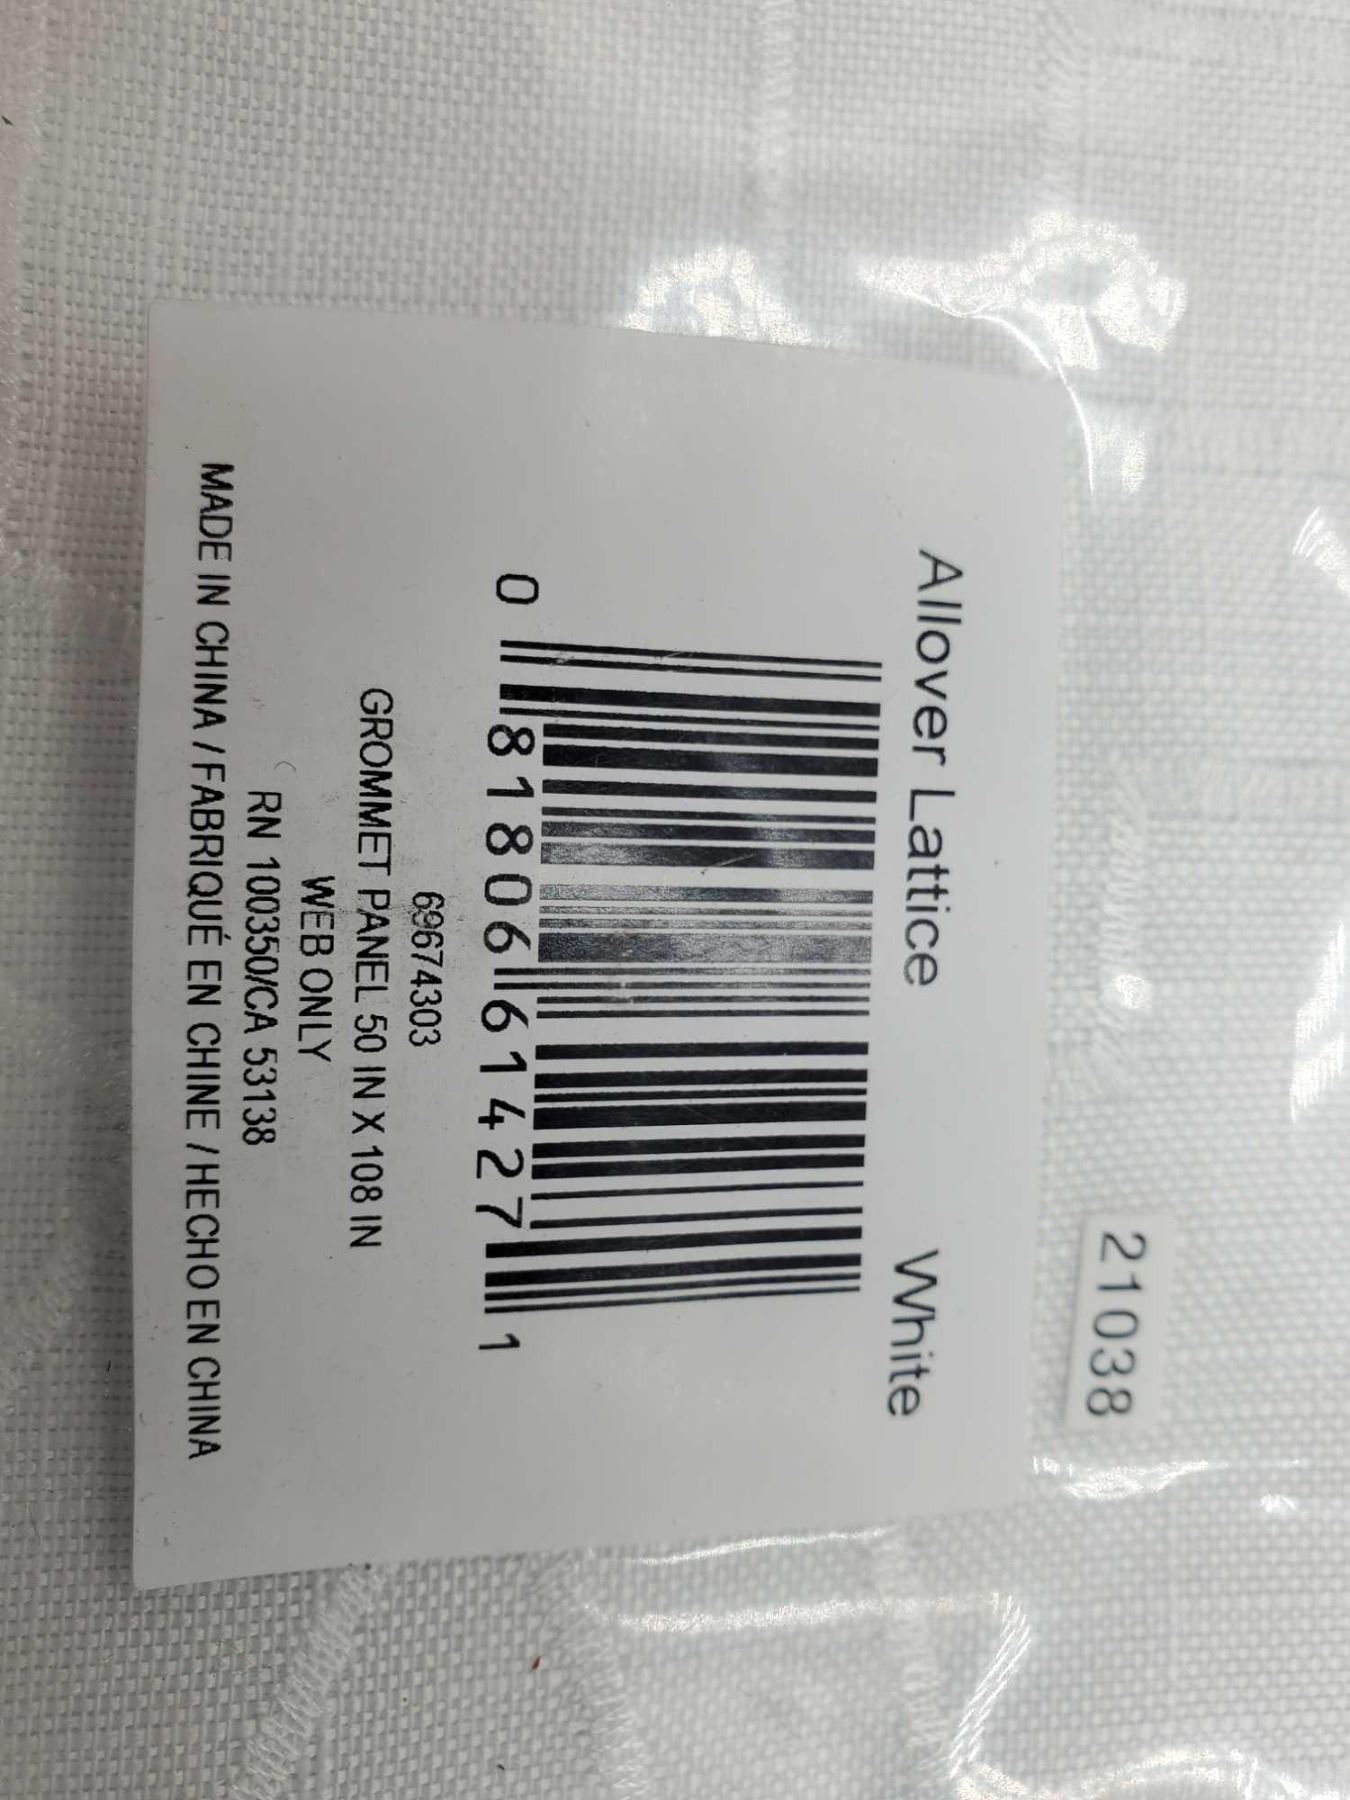 21038
Allover Lattice White
0 81806 61427 1
69674303
GROMMET PANEL 50 IN X 108 IN
WEB ONLY
RN 100350/CA 53138
MADE IN CHINA / FABRIQUÉ EN CHINE / HECHO EN CHINA